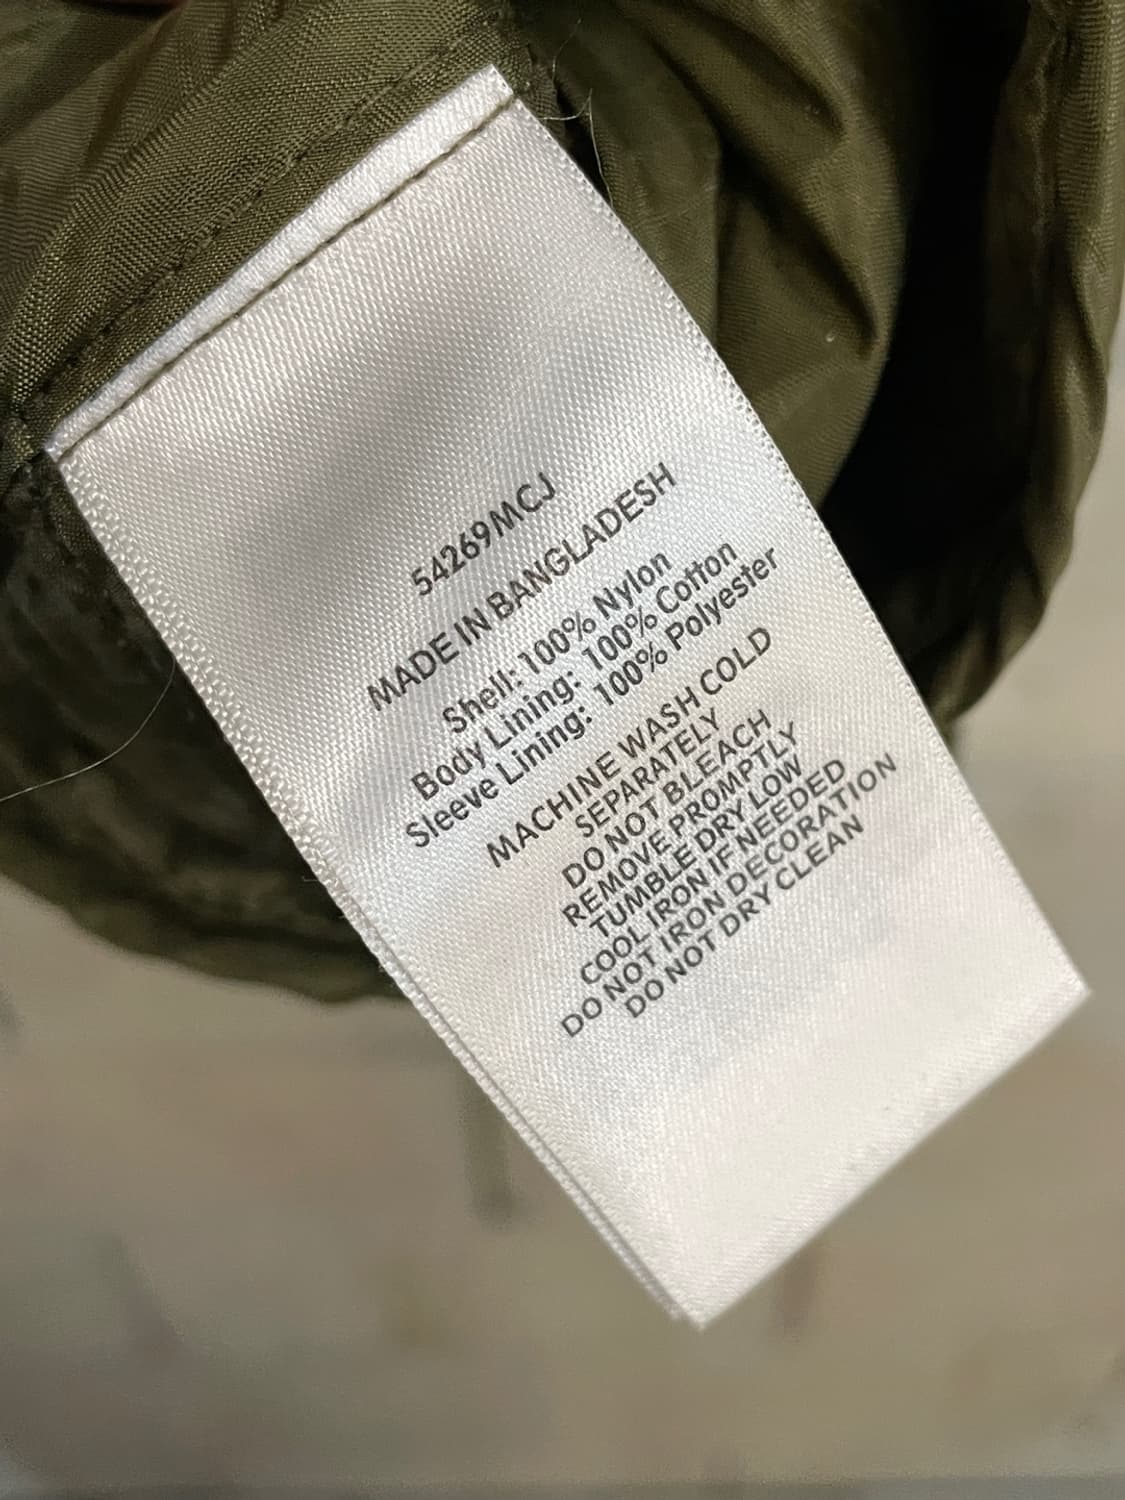 54269MCJ
MADE IN BANGLADESH
Shell: 100% Nylon
Body Lining: 100% Cotton
Sleeve Lining: 100% Polyester
MACHINE WASH COLD
SEPARATELY
DO NOT BLEACH
REMOVE PROMPTLY
TUMBLE DRY LOW
COOL IRON IF NEEDED
DO NOT IRON DECORATION
DO NOT DRY CLEAN